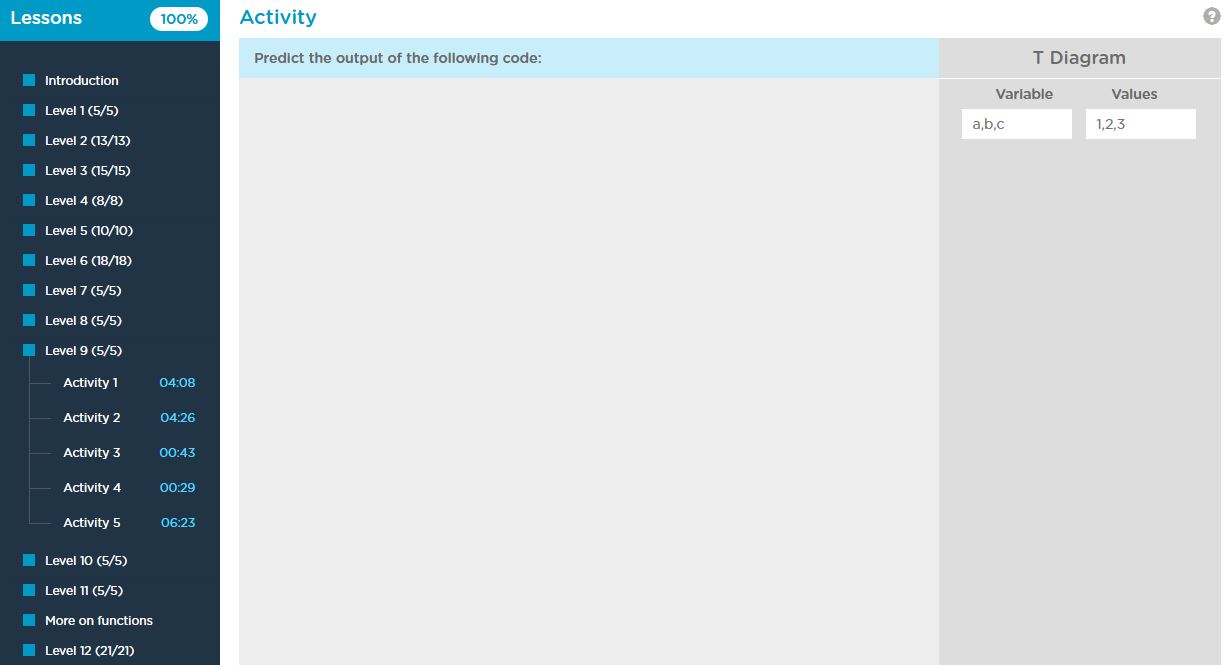 Lessons
100%
Introduction
Level 1 (5/5)
Level 2 (13/13)
Level 3 (15/15)
Level 4 (8/8)
Level 5 (10/10)
Level 6 (18/18)
Level 7 (5/5)
Level 8 (5/5)
Level 9 (5/5)
Activity 1 04:08
Activity 2 04:26
Activity 3 00:43
Activity 4 00:29
Activity 5 06:23
Level 10 (5/5)
Level 11 (5/5)
More on functions
Level 12 (21/21)
Activity
?
Predict the output of the following code:
T Diagram
Variable Values
a,b,c 1,2,3